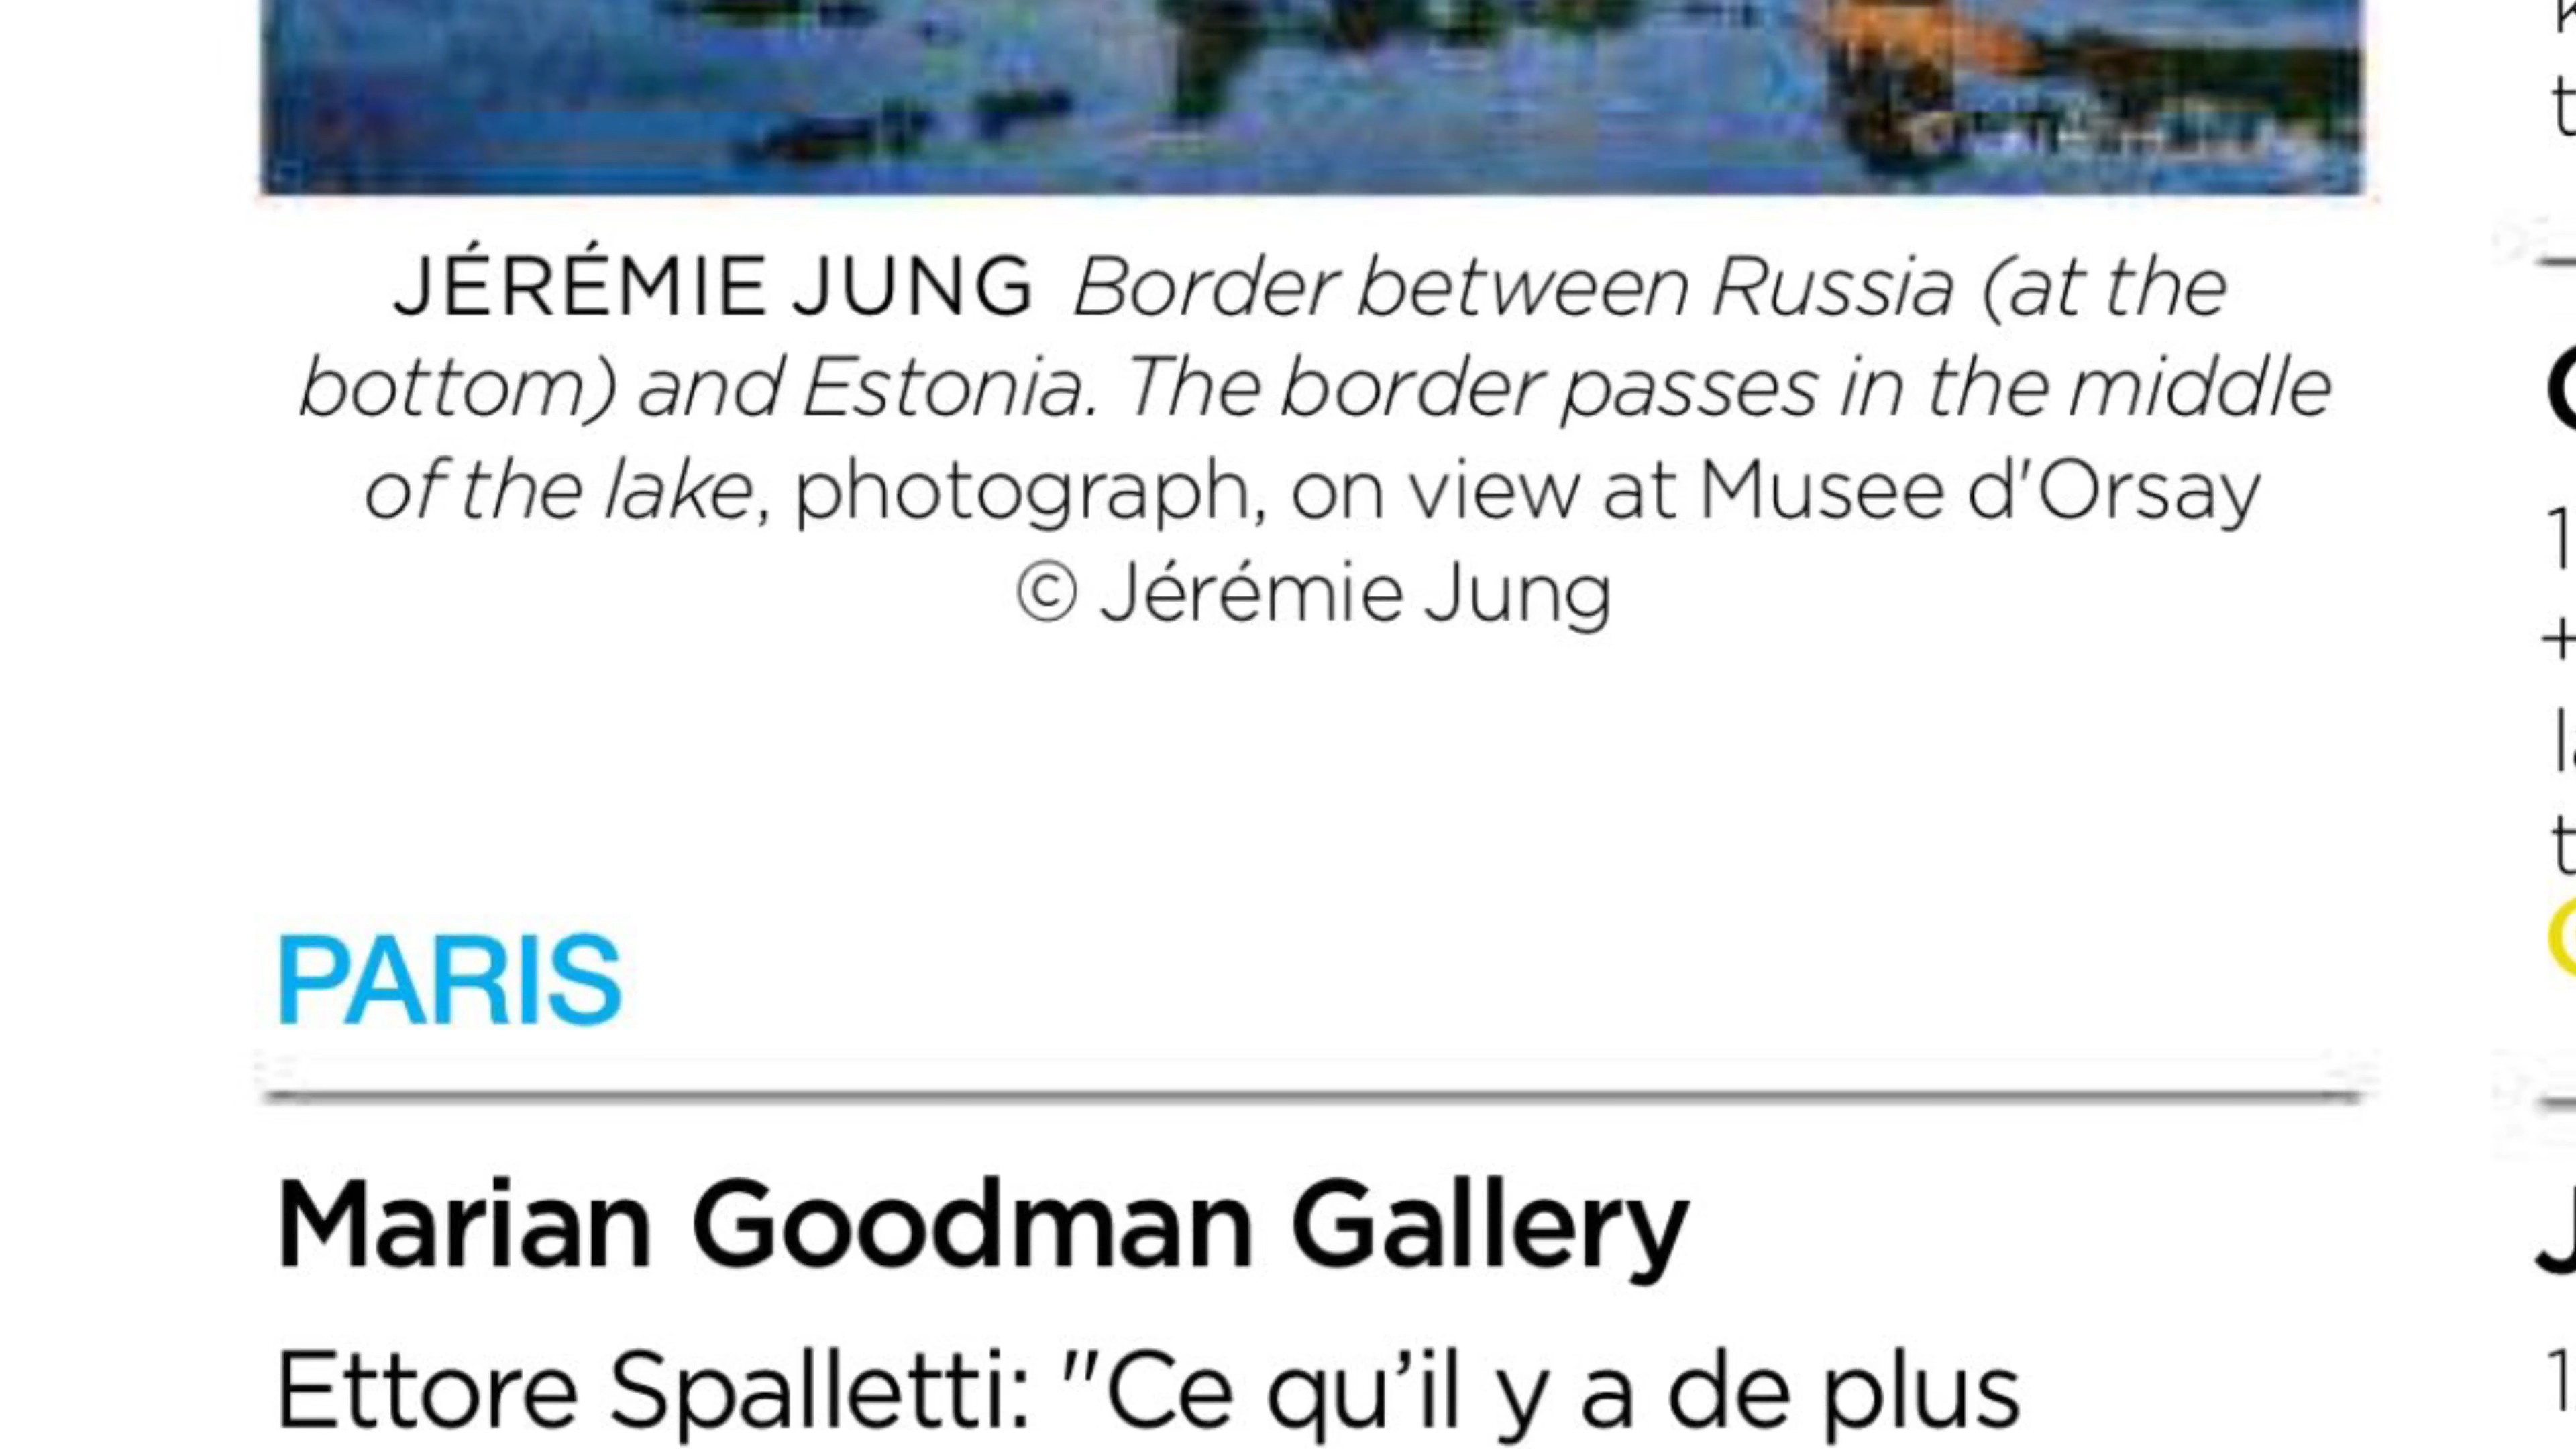 JÉRÉMIE JUNG Border between Russia (at the
bottom) and Estonia. The border passes in the middle
of the lake, photograph, on view at Musee d'Orsay
© Jérémie Jung
PARIS
Marian Goodman Gallery
Ettore Spalletti: "Ce qu’il y a de plus